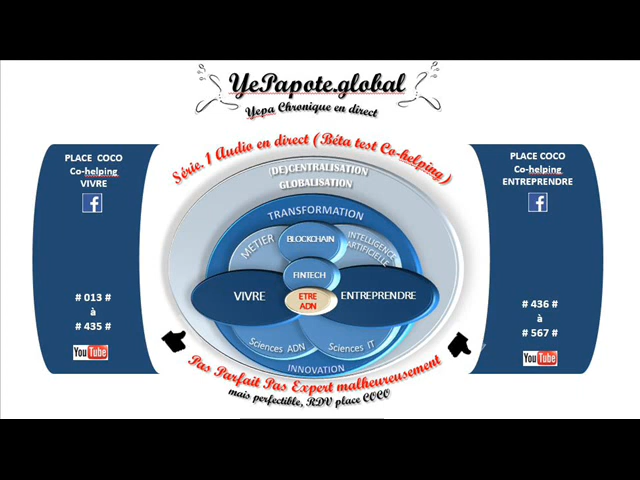 YePapote.global
Yepa Chronique en direct
Série, 1 Audio en direct (Béta test Co-helping)
PLACE COCO
Co-helping
VIVRE
# 013 #
à
# 435 #
YouTube
(DE)CENTRALISATION
GLOBALISATION
TRANSFORMATION
METIER
BLOCKCHAIN
INTELLIGENCE
ARTIFICIELLE
FINTECH
VIVRE
ETRE
ADN
ENTREPRENDRE
Sciences ADN
Sciences IT
INNOVATION
PLACE COCO
Co-helping
ENTREPRENDRE
# 436 #
à
# 567 #
YouTube
Pas Parfait Pas Expert malheureusement
mais perfectible, RDV place COCO